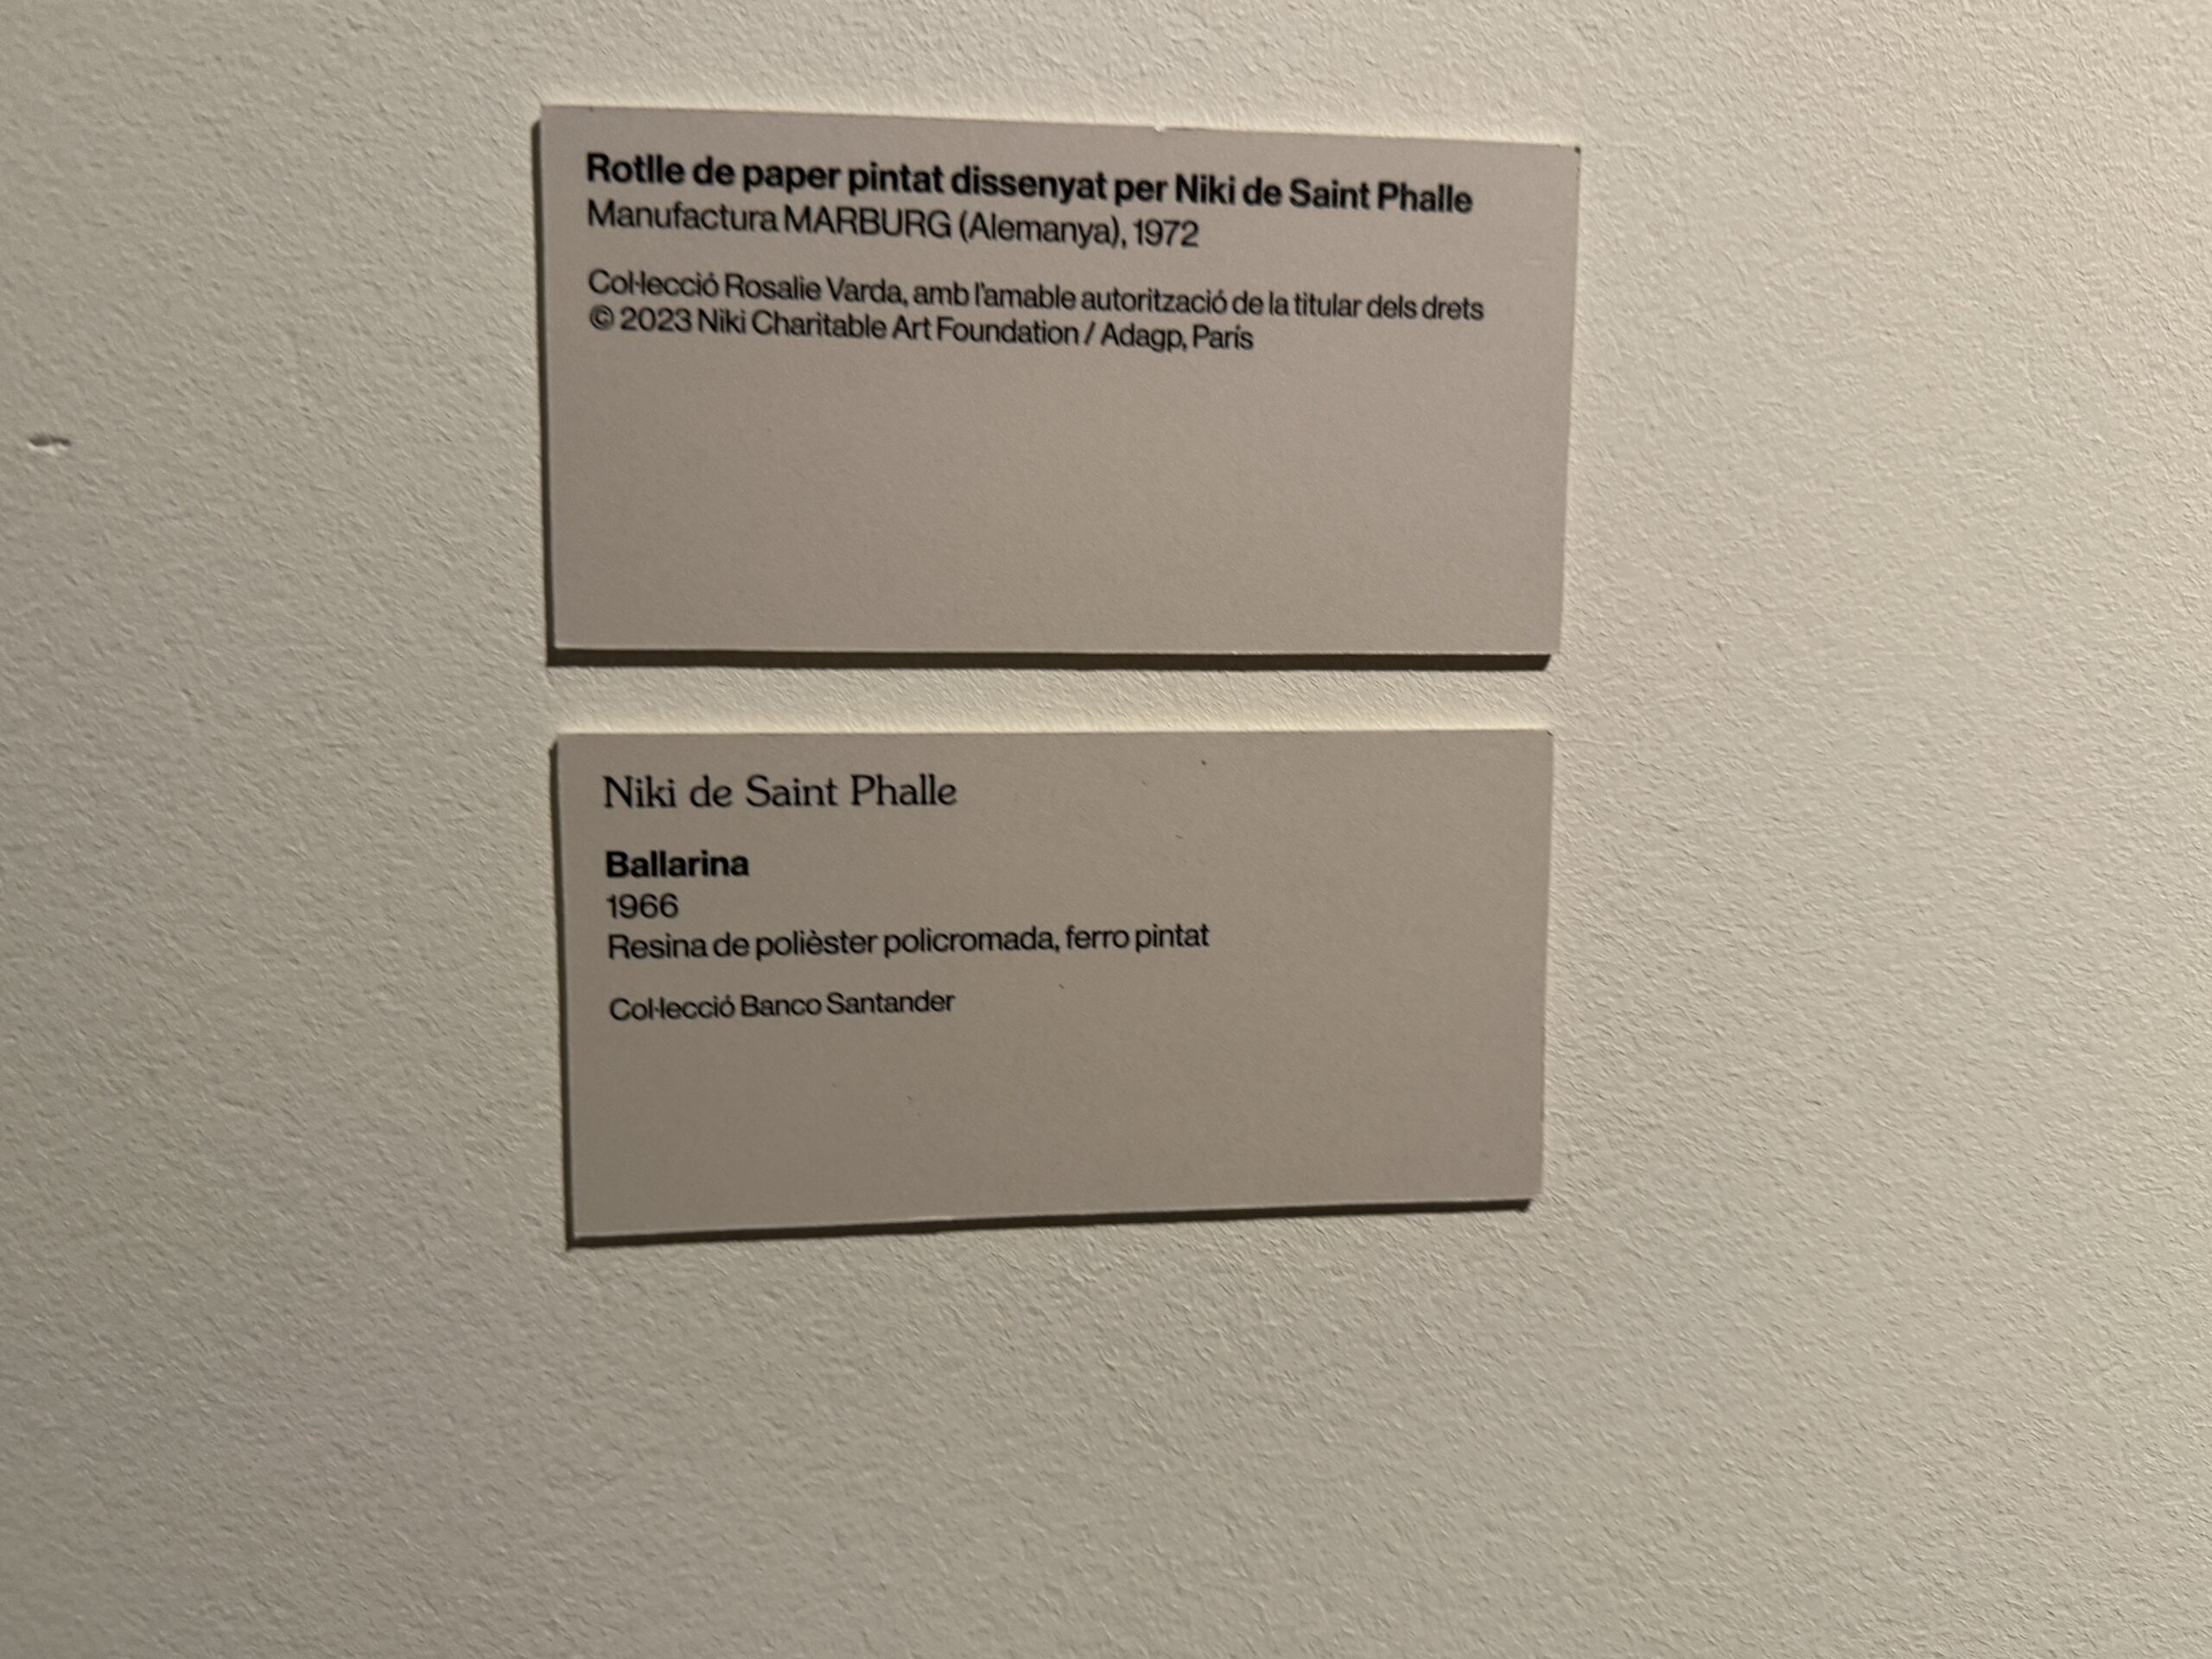 Rotlle de paper pintat dissenyat per Niki de Saint Phalle
Manufactura MARBURG (Alemanya), 1972
Col·lecció Rosalie Varda, amb l'amable autorització de la titular dels drets
© 2023 Niki Charitable Art Foundation / Adagp, París
Niki de Saint Phalle
Ballarina
1966
Resina de polièster policromada, ferro pintat
Col·lecció Banco Santander